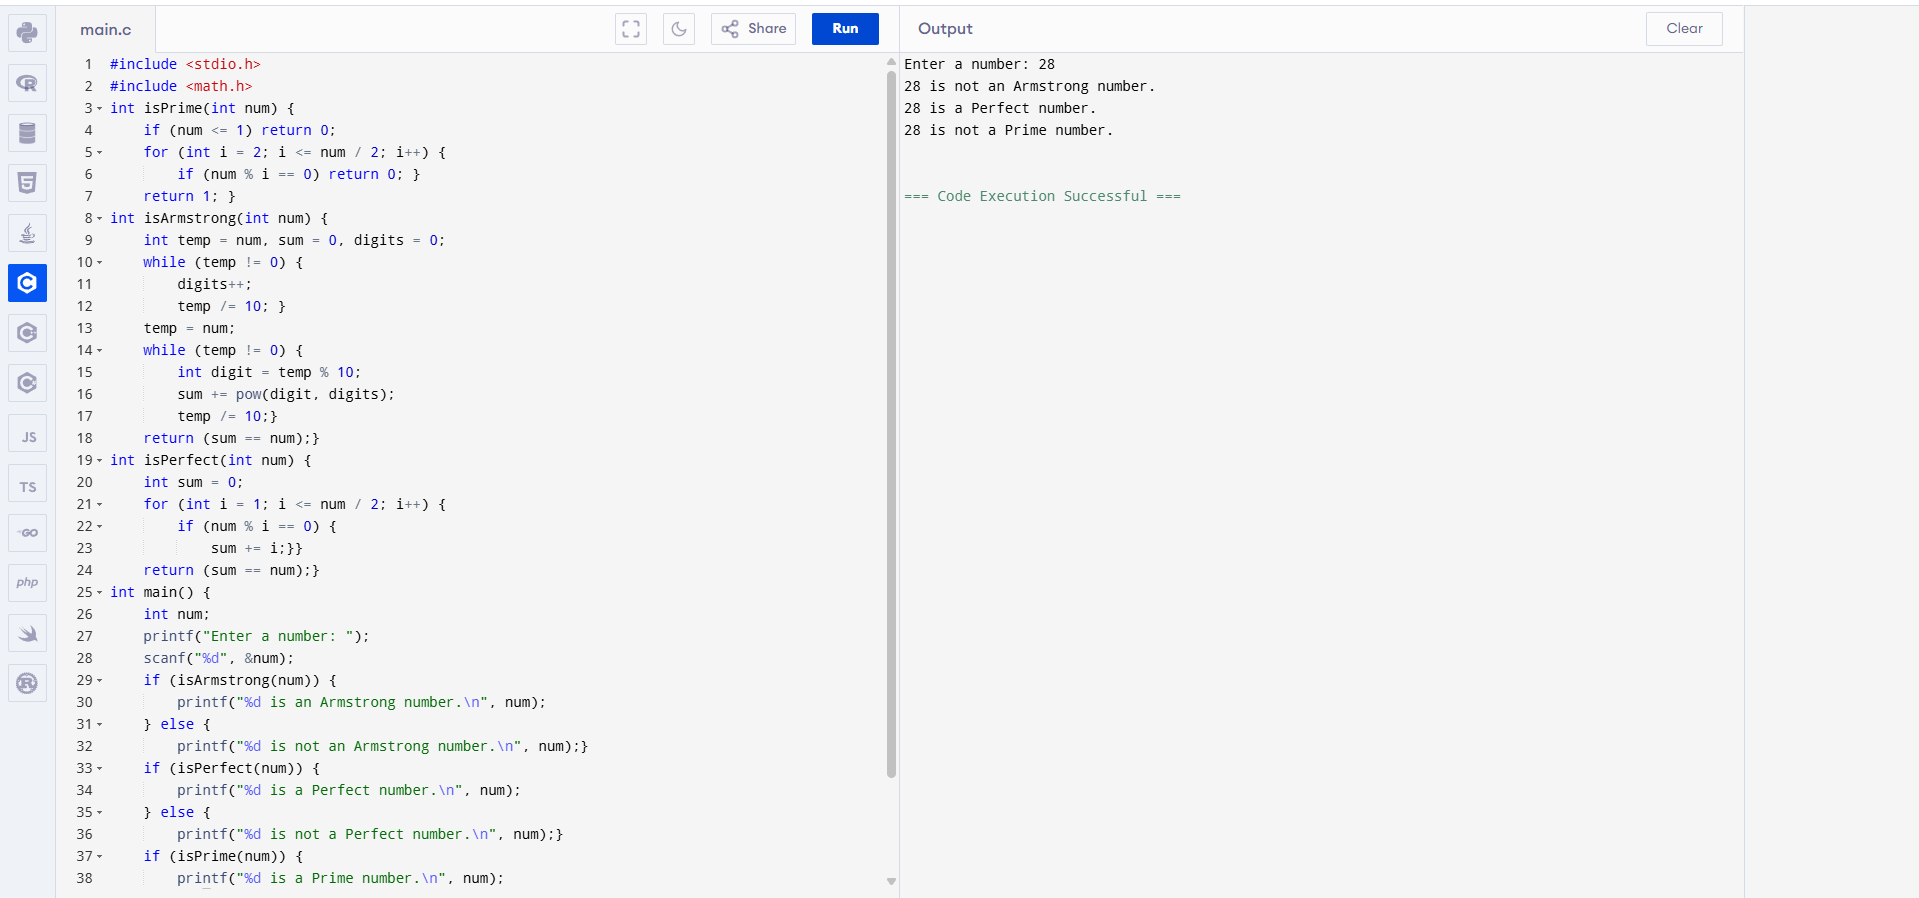 main.c
Share
Run
Output
Clear
1 #include <stdio.h>
2 #include <math.h>
3 int isPrime(int num) {
4     if (num <= 1) return 0;
5     for (int i = 2; i <= num / 2; i++) {
6         if (num % i == 0) return 0; }
7     return 1; }
8 int isArmstrong(int num) {
9     int temp = num, sum = 0, digits = 0;
10     while (temp != 0) {
11         digits++;
12         temp /= 10; }
13     temp = num;
14     while (temp != 0) {
15         int digit = temp % 10;
16         sum += pow(digit, digits);
17         temp /= 10;}
18     return (sum == num);}
19 int isPerfect(int num) {
20     int sum = 0;
21     for (int i = 1; i <= num / 2; i++) {
22         if (num % i == 0) {
23             sum += i;}}
24     return (sum == num);}
25 int main() {
26     int num;
27     printf("Enter a number: ");
28     scanf("%d", &num);
29     if (isArmstrong(num)) {
30         printf("%d is an Armstrong number.\n", num);
31     } else {
32         printf("%d is not an Armstrong number.\n", num);}
33     if (isPerfect(num)) {
34         printf("%d is a Perfect number.\n", num);
35     } else {
36         printf("%d is not a Perfect number.\n", num);}
37     if (isPrime(num)) {
38         printf("%d is a Prime number.\n", num);
Enter a number: 28
28 is not an Armstrong number.
28 is a Perfect number.
28 is not a Prime number.
=== Code Execution Successful ===
JS
TS
GO
php